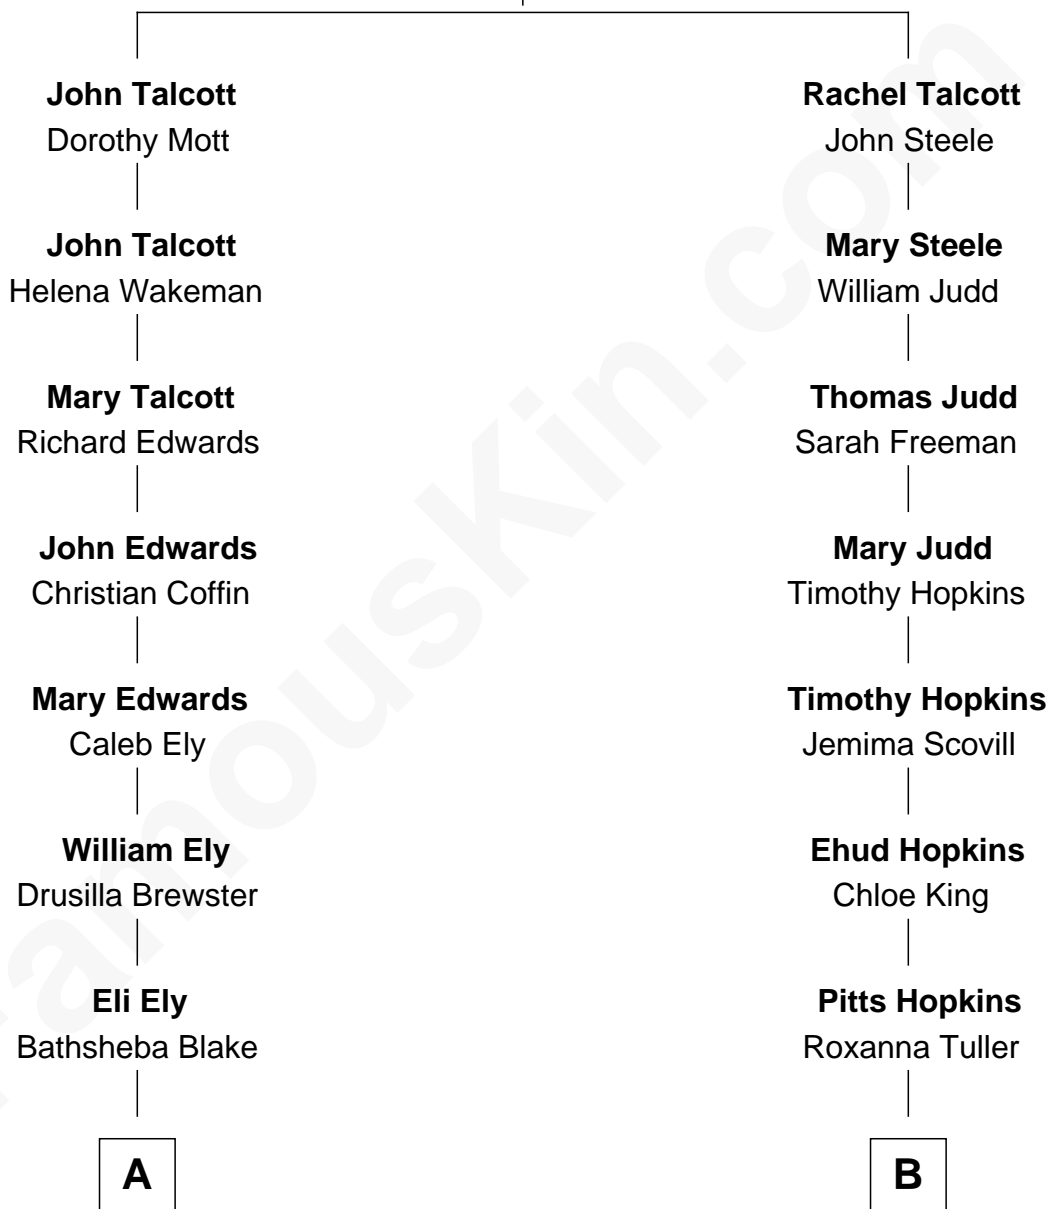 John Talcott
Dorothy Mott
John Talcott
Helena Wakeman
Mary Talcott
Richard Edwards
John Edwards
Christian Coffin
Mary Edwards
Caleb Ely
William Ely
Drusilla Brewster
Eli Ely
Bathsheba Blake
A
Rachel Talcott
John Steele
Mary Steele
William Judd
Thomas Judd
Sarah Freeman
Mary Judd
Timothy Hopkins
Timothy Hopkins
Jemima Scovill
Ehud Hopkins
Chloe King
Pitts Hopkins
Roxanna Tuller
B
FamousKin.com